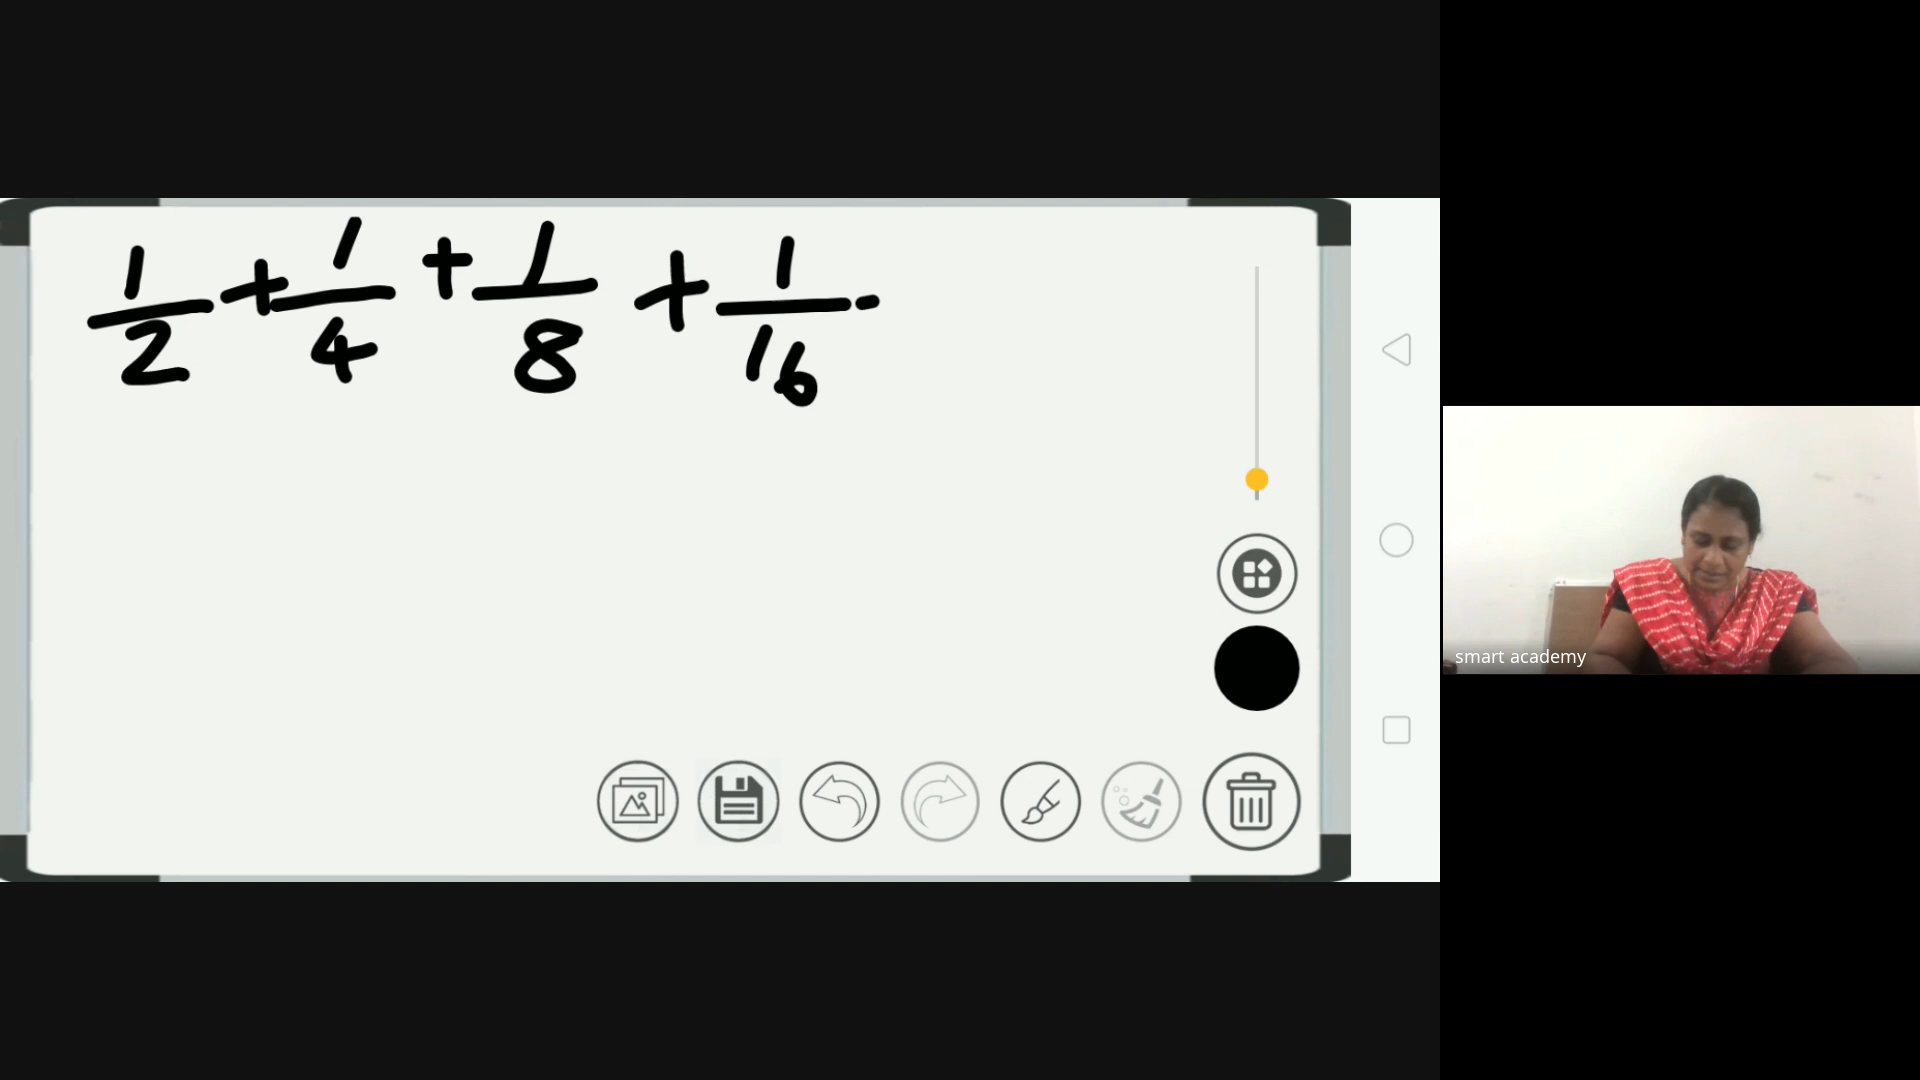 1/2 + 1/4 + 1/8 + 1/16 -
smart academy